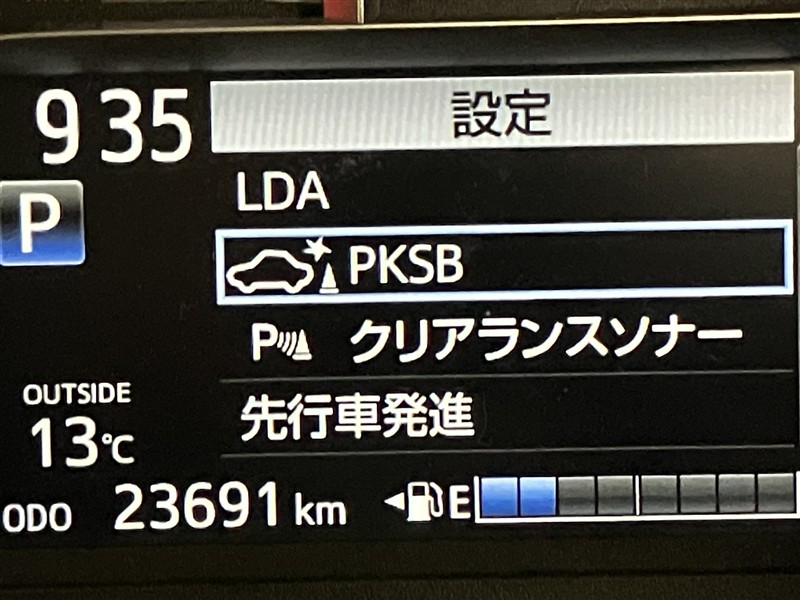 9 35
設定
LDA
P
PKSB
P クリアランスソナー
先行車発進
OUTSIDE
13℃
ODO 23691 km
E